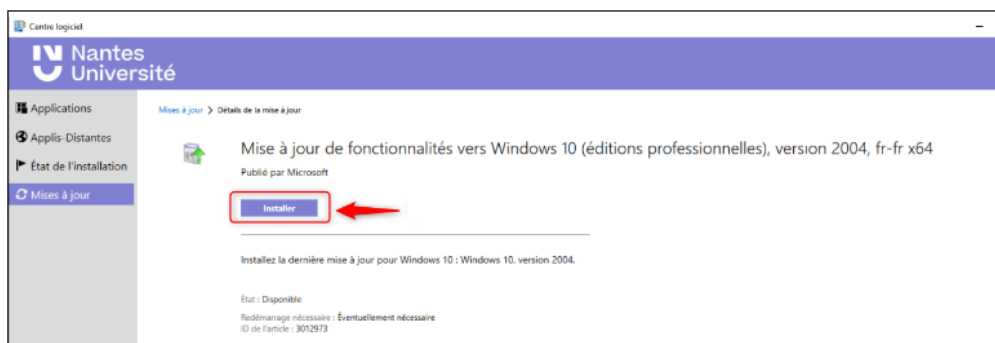 Centre logiciel
Nantes
Université
Applications
Applis-Distantes
État de l'installation
Mises à jour
Mises à jour > Détails de la mise à jour
Mise à jour de fonctionnalités vers Windows 10 (éditions professionnelles), version 2004, fr-fr x64
Publié par Microsoft
Installer
Installez la dernière mise à jour pour Windows 10 : Windows 10. version 2004.
État : Disponible
Redémarrage nécessaire : Éventuellement nécessaire
ID de l'article : 3012973